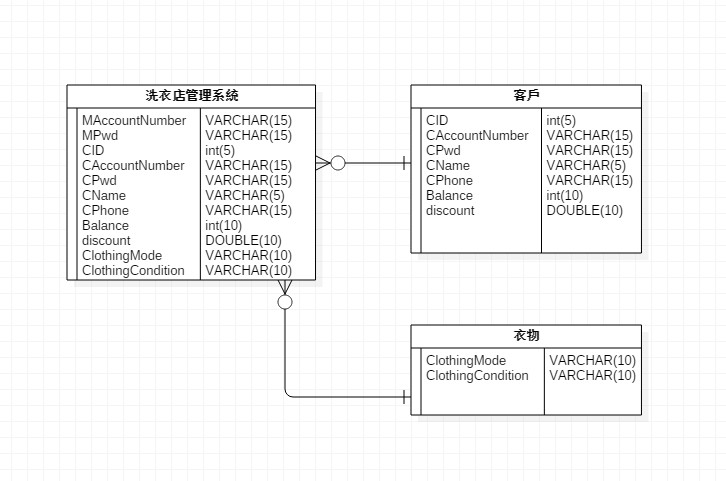 洗衣店管理系統
MAccountNumber VARCHAR(15)
MPwd VARCHAR(15)
CID int(5)
CAccountNumber VARCHAR(15)
CPwd VARCHAR(15)
CName VARCHAR(5)
CPhone VARCHAR(15)
Balance int(10)
discount DOUBLE(10)
ClothingMode VARCHAR(10)
ClothingCondition VARCHAR(10)
客戶
CID int(5)
CAccountNumber VARCHAR(15)
CPwd VARCHAR(15)
CName VARCHAR(5)
CPhone VARCHAR(15)
Balance int(10)
discount DOUBLE(10)
衣物
ClothingMode VARCHAR(10)
ClothingCondition VARCHAR(10)